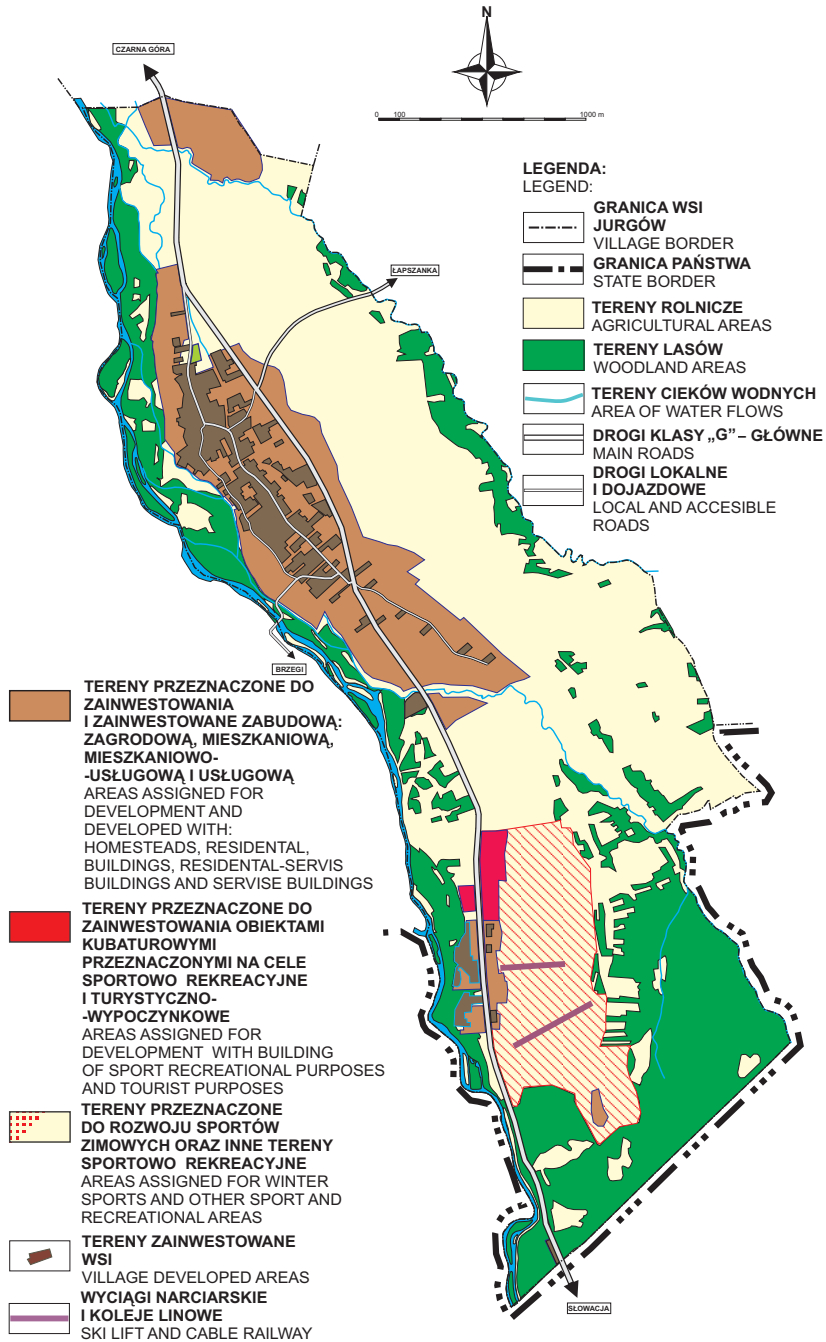 N
CZARNA GÓRA
0 100 1000 m
LEGENDA:
LEGEND:
GRANICA WSI
JURGÓW
VILLAGE BORDER
GRANICA PAŃSTWA
STATE BORDER
TERENY ROLNICZE
AGRICULTURAL AREAS
TERENY LASÓW
WOODLAND AREAS
TERENY CIEKÓW WODNYCH
AREA OF WATER FLOWS
DROGI KLASY „G” – GŁÓWNE
MAIN ROADS
DROGI LOKALNE
I DOJAZDOWE
LOCAL AND ACCESIBLE
ROADS
ŁAPSZANKA
BRZEGI
TERENY PRZEZNACZONE DO
ZAINWESTOWANIA
I ZAINWESTOWANE ZABUDOWĄ:
ZAGRODOWĄ, MIESZKANIOWĄ,
MIESZKANIOWO-
-USŁUGOWĄ I USŁUGOWĄ
AREAS ASSIGNED FOR
DEVELOPMENT AND
DEVELOPED WITH:
HOMESTEADS, RESIDENTAL,
BUILDINGS, RESIDENTAL-SERVIS
BUILDINGS AND SERVISE BUILDINGS
TERENY PRZEZNACZONE DO
ZAINWESTOWANIA OBIEKTAMI
KUBATUROWYMI
PRZEZNACZONYMI NA CELE
SPORTOWO REKREACYJNE
I TURYSTYCZNO-
-WYPOCZYNKOWE
AREAS ASSIGNED FOR
DEVELOPMENT WITH BUILDING
OF SPORT RECREATIONAL PURPOSES
AND TOURIST PURPOSES
TERENY PRZEZNACZONE
DO ROZWOJU SPORTÓW
ZIMOWYCH ORAZ INNE TERENY
SPORTOWO REKREACYJNE
AREAS ASSIGNED FOR WINTER
SPORTS AND OTHER SPORT AND
RECREATIONAL AREAS
TERENY ZAINWESTOWANE
WSI
VILLAGE DEVELOPED AREAS
WYCIĄGI NARCIARSKIE
I KOLEJE LINOWE
SKI LIFT AND CABLE RAILWAY
SŁOWACJA